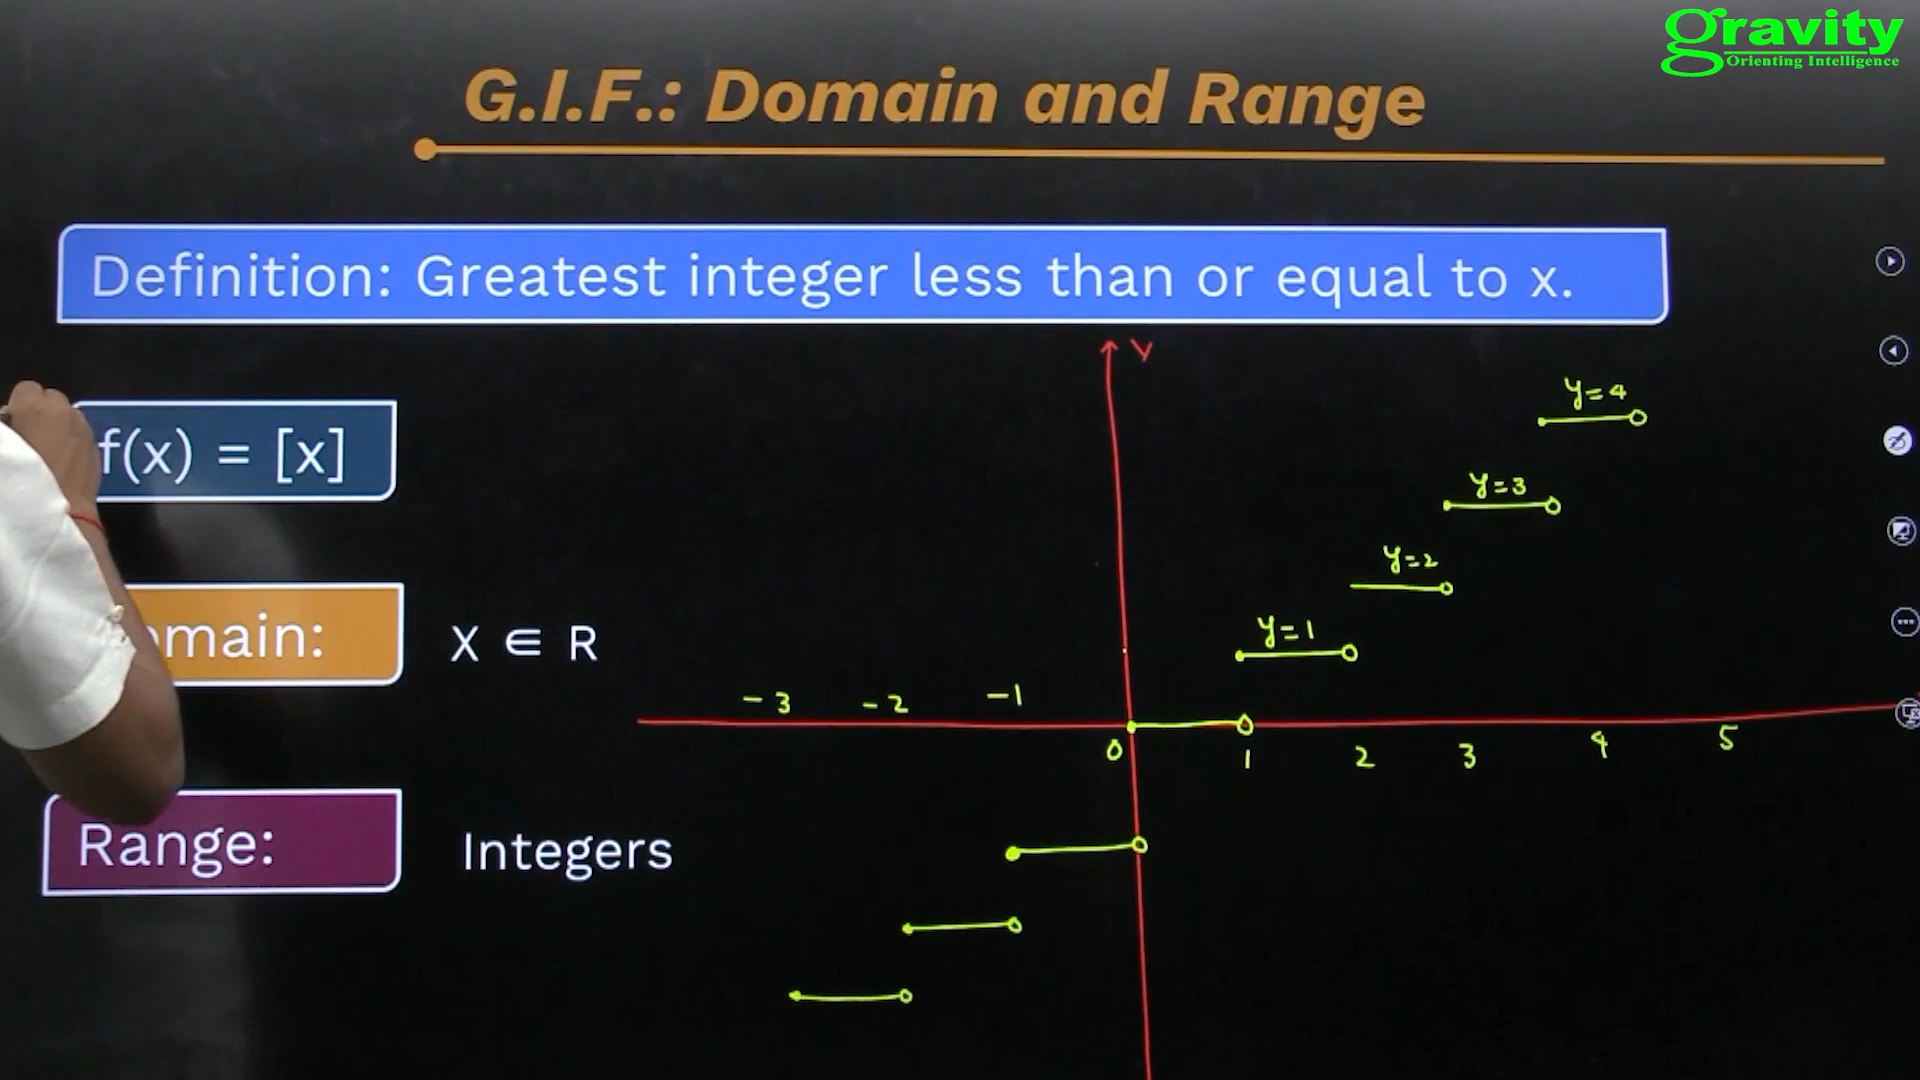 gravity
Orienting Intelligence
G.I.F.: Domain and Range
Definition: Greatest integer less than or equal to x.
Y
y=4
f(x) = [x]
y=3
y=2
omain:
X ∈ R
y=1
-3 -2 -1
0 1 2 3 4 5
Range:
Integers